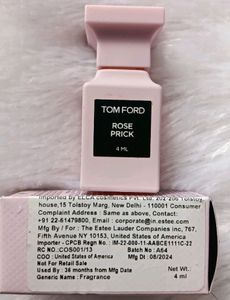 TOM FORD
ROSE
PRICK
4 ML
Importer : ELCA cosmetics Pvt. Ltd. 202-206 Tolstoy
house,15 Tolstoy Marg, New Delhi - 110001 Consumer
Complaint Address : Same as above, Contact:
+91 22-61479800, Email : corporate@in.estee.com
Mfg By / For : The Estee Lauder Companies Inc, 767,
Fifth Avenue NY 10153, United States of America
Importer - CPCB Regn No. : IM-22-000-11-AABCE1111C-22
RC NO : COS001/13 Batch : A64
COO : United States of America Mfg Dt : 08/2024
Not For Retail Sale
Used By : 36 months from Mfg Date Net Qty.
Generic Name : Fragrance 4 ml